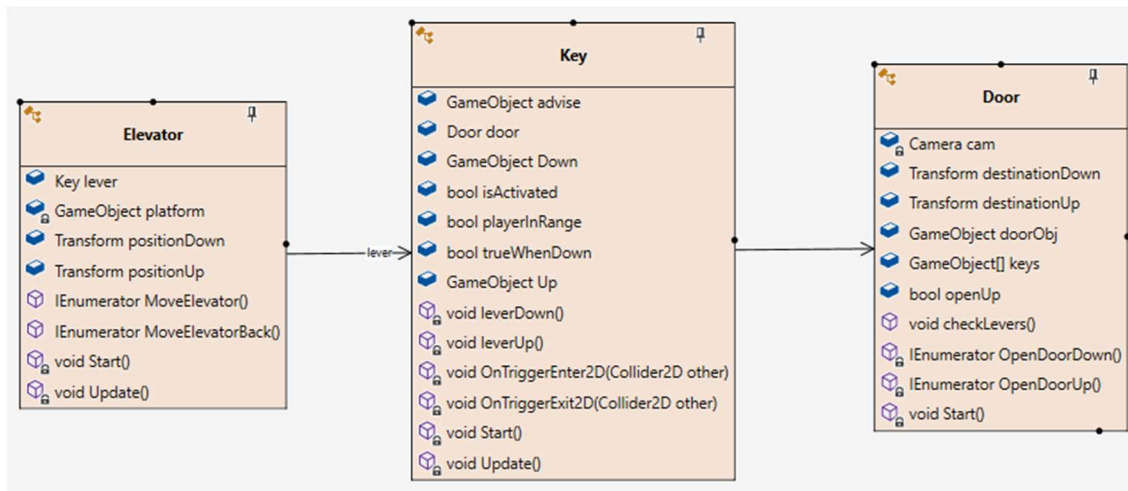 Elevator
Key lever
GameObject platform
Transform positionDown
Transform positionUp
IEnumerator MoveElevator()
IEnumerator MoveElevatorBack()
void Start()
void Update()
lever
Key
GameObject advise
Door door
GameObject Down
bool isActivated
bool playerInRange
bool trueWhenDown
GameObject Up
void leverDown()
void leverUp()
void OnTriggerEnter2D(Collider2D other)
void OnTriggerExit2D(Collider2D other)
void Start()
void Update()
Door
Camera cam
Transform destinationDown
Transform destinationUp
GameObject doorObj
GameObject[] keys
bool openUp
void checkLevers()
IEnumerator OpenDoorDown()
IEnumerator OpenDoorUp()
void Start()